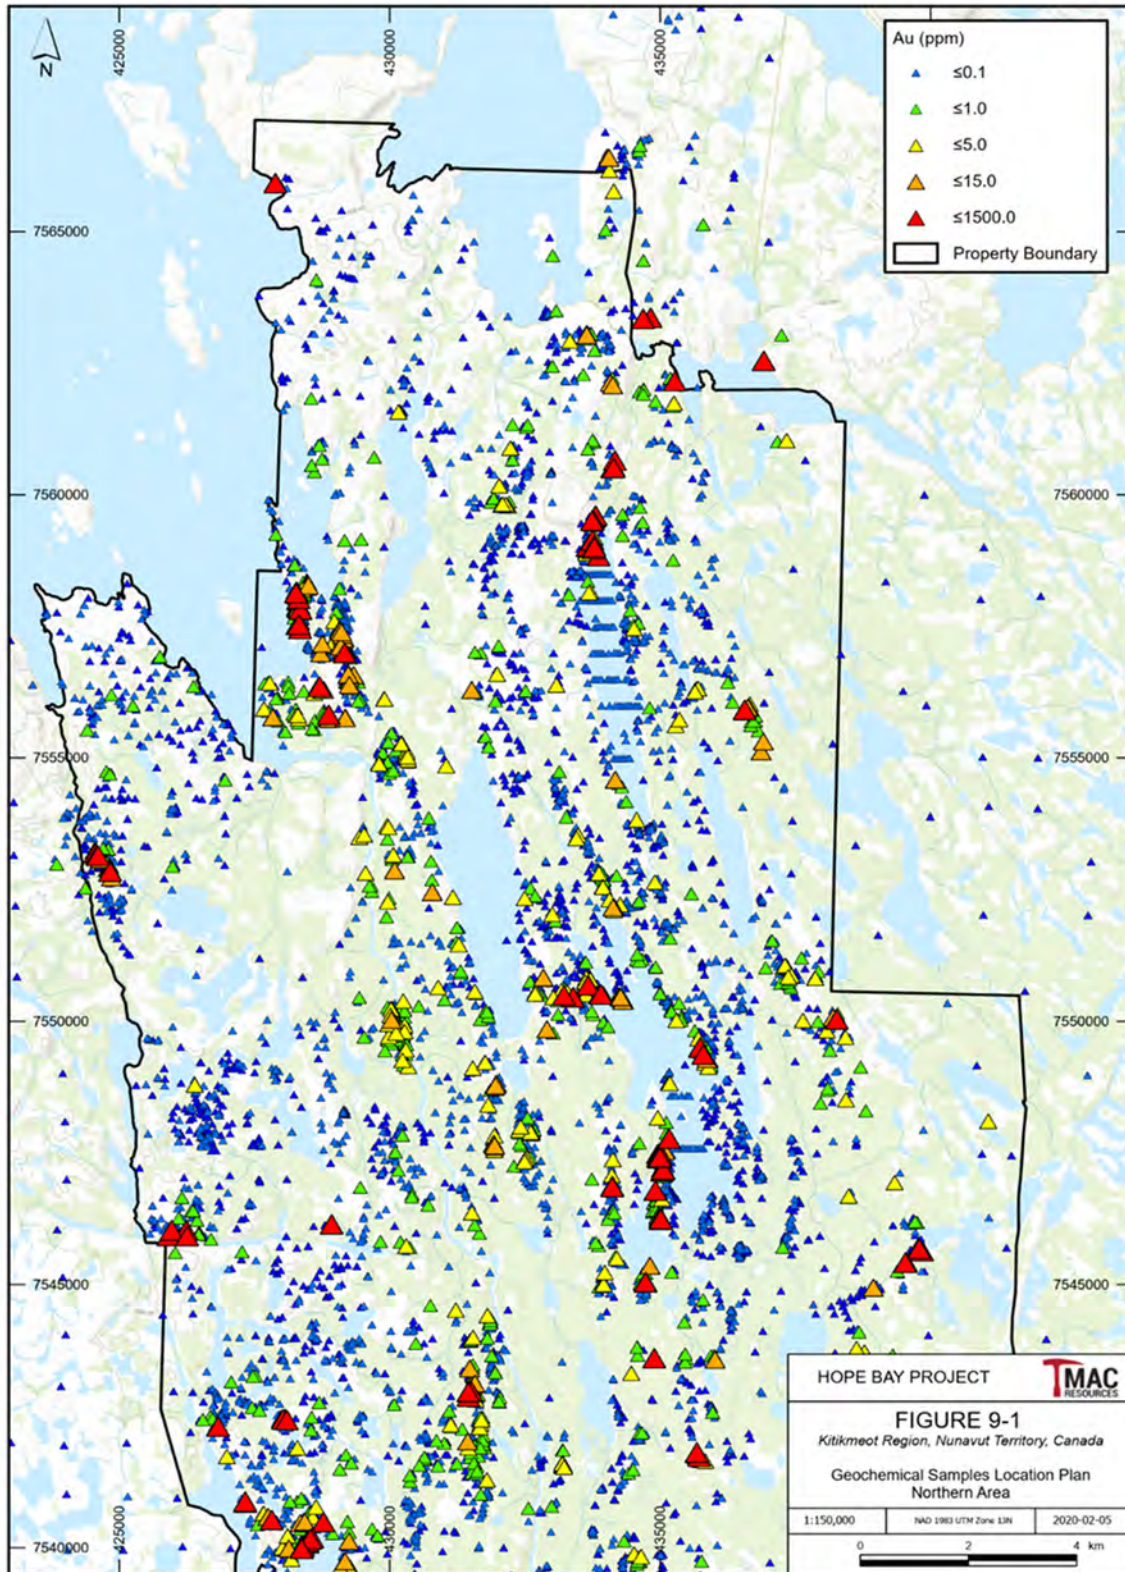 425000
430000
435000
N
Au (ppm)
≤0.1
≤1.0
≤5.0
≤15.0
≤1500.0
Property Boundary
7565000
7560000
7560000
7555000
7555000
7550000
7550000
7545000
7545000
7540000
425000
430000
435000
HOPE BAY PROJECT
TMAC
RESOURCES
FIGURE 9-1
Kitikmeot Region, Nunavut Territory, Canada
Geochemical Samples Location Plan
Northern Area
1:150,000
NAD 1983 UTM Zone 13N
2020-02-05
0 2 4 km